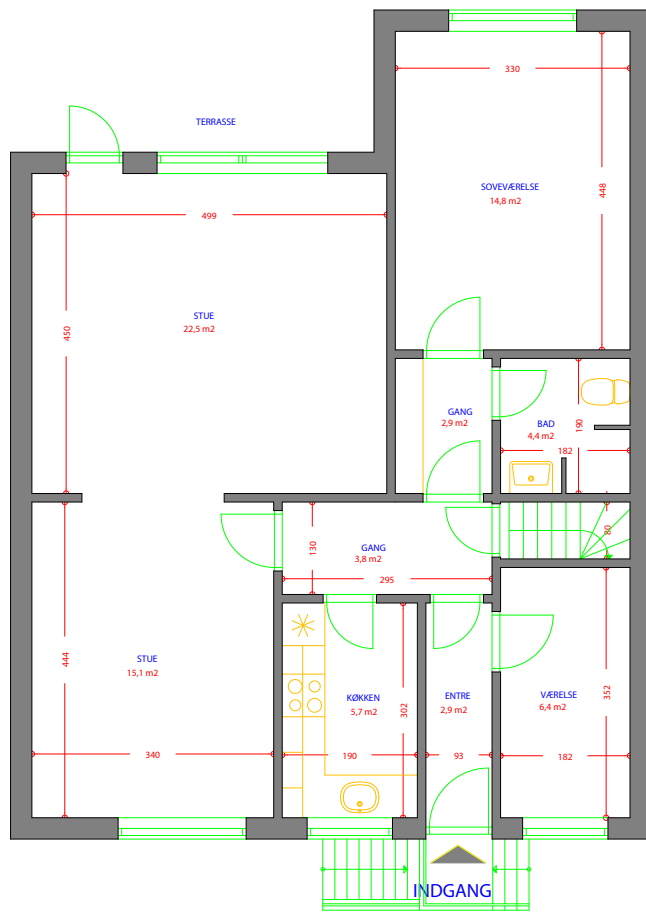 330
TERRASSE
SOVEVÆRELSE
14,8 m2
448
499
STUE
22,5 m2
450
GANG
2,9 m2
BAD
4,4 m2
190
182
80
130
GANG
3,8 m2
295
STUE
15,1 m2
444
340
KØKKEN
5,7 m2
302
190
ENTRE
2,9 m2
93
VÆRELSE
6,4 m2
352
182
INDGANG